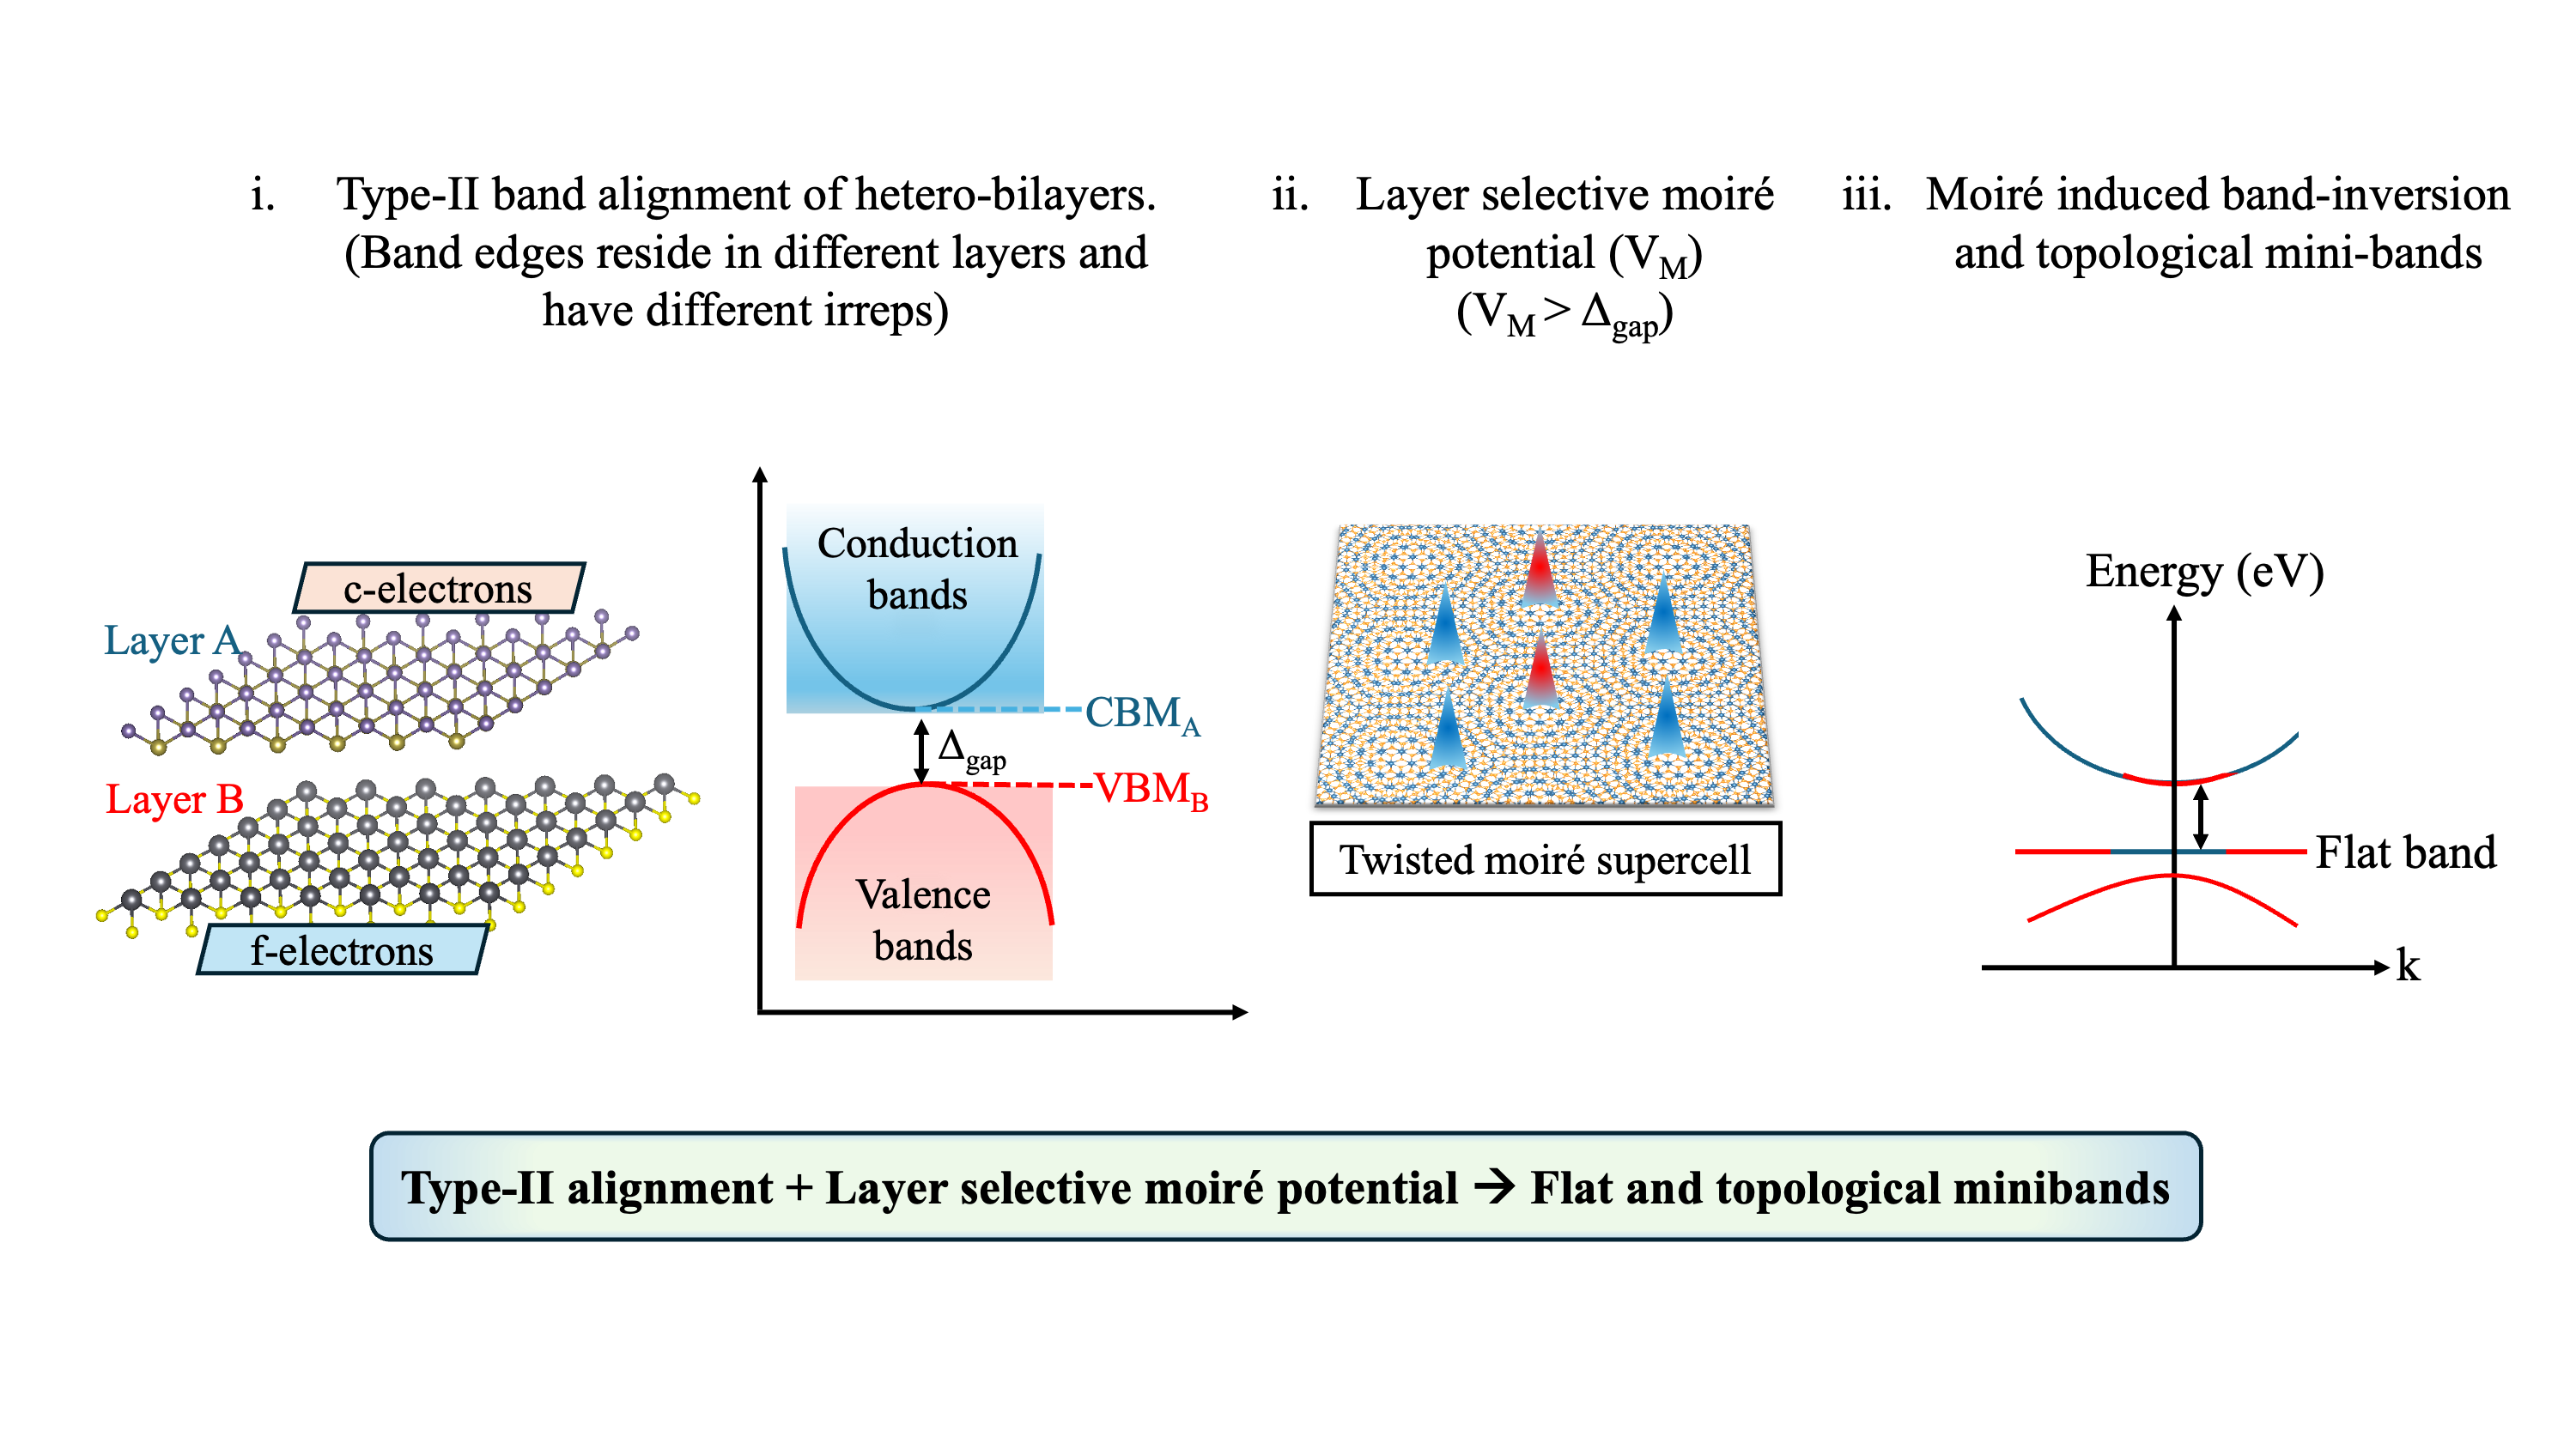 i. Type-II band alignment of hetero-bilayers.
(Band edges reside in different layers and
have different irreps)
ii. Layer selective moiré
potential (V_M)
(V_M > Δ_gap)
iii. Moiré induced band-inversion
and topological mini-bands
c-electrons
Layer A
Layer B
f-electrons
Conduction
bands
CBM_A
Δ_gap
VBM_B
Valence
bands
Twisted moiré supercell
Energy (eV)
Flat band
k
Type-II alignment + Layer selective moiré potential → Flat and topological minibands